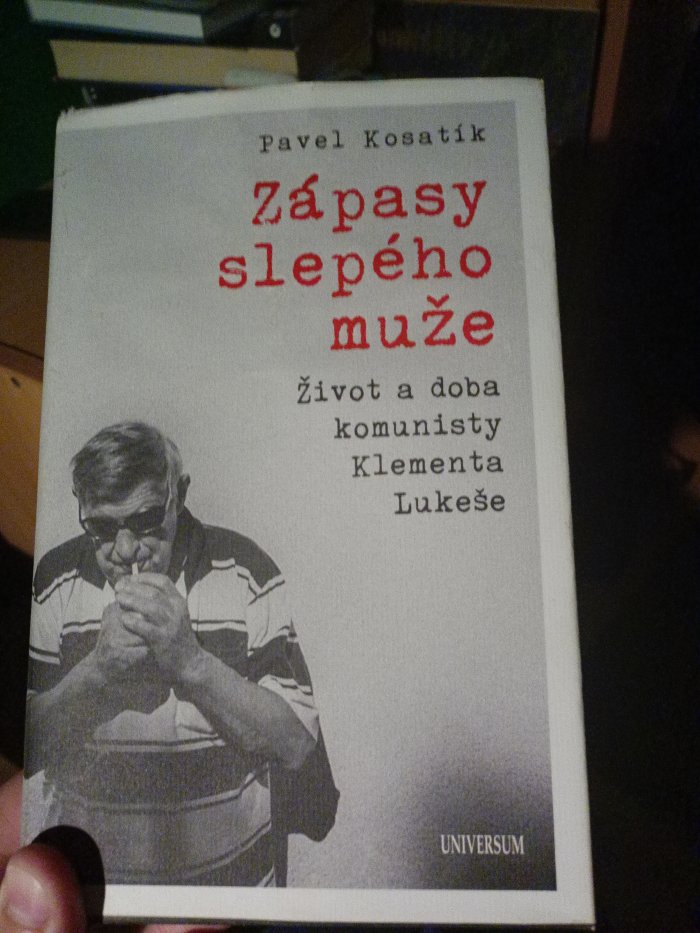 Pavel Kosatík
Zápasy
slepého
muže
Život a doba
komunisty
Klementa
Lukeše
UNIVERSUM